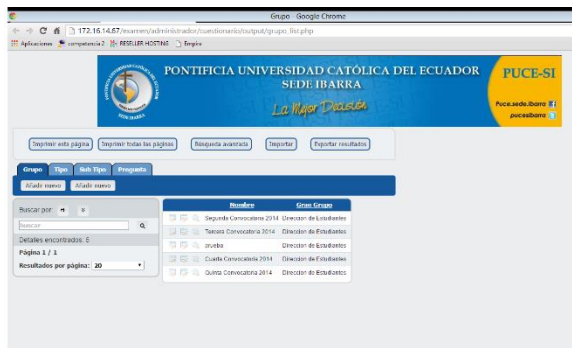 Grupo - Google Chrome
172.16.14.67/examen/administrador/cuestionario/output/grupo_list.php
Aplicaciones competencia 2 RESELLER HOSTING Empire
PONTIFICIA UNIVERSIDAD CATÓLICA DEL ECUADOR
SEDE IBARRA
La Mejor Decisión
PUCE-SI
Puce.sede.Ibarra
pucesibarra
Imprimir esta página Imprimir todas las páginas Búsqueda avanzada Importar Exportar resultados
Grupo Tipo Sub Tipo Pregunta
Añadir nuevo Añadir nuevo
Buscar por:
buscar
Detalles encontrados: 5
Página 1 / 1
Resultados por página: 20
Nombre Gran Grupo
Segunda Convocatoria 2014 Direccion de Estudiantes
Tercera Convocatoria 2014 Direccion de Estudiantes
prueba Direccion de Estudiantes
Cuarta Convocatoria 2014 Direccion de Estudiantes
Quinta Convocatoria 2014 Direccion de Estudiantes